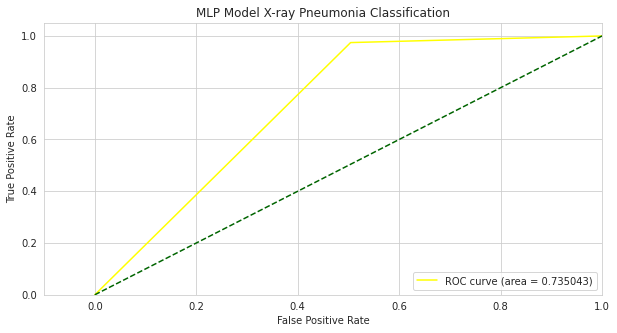 MLP Model X-ray Pneumonia Classification
1.0
0.8
0.6
0.4
0.2
0.0
True Positive Rate
0.0 0.2 0.4 0.6 0.8 1.0
False Positive Rate
ROC curve (area = 0.735043)